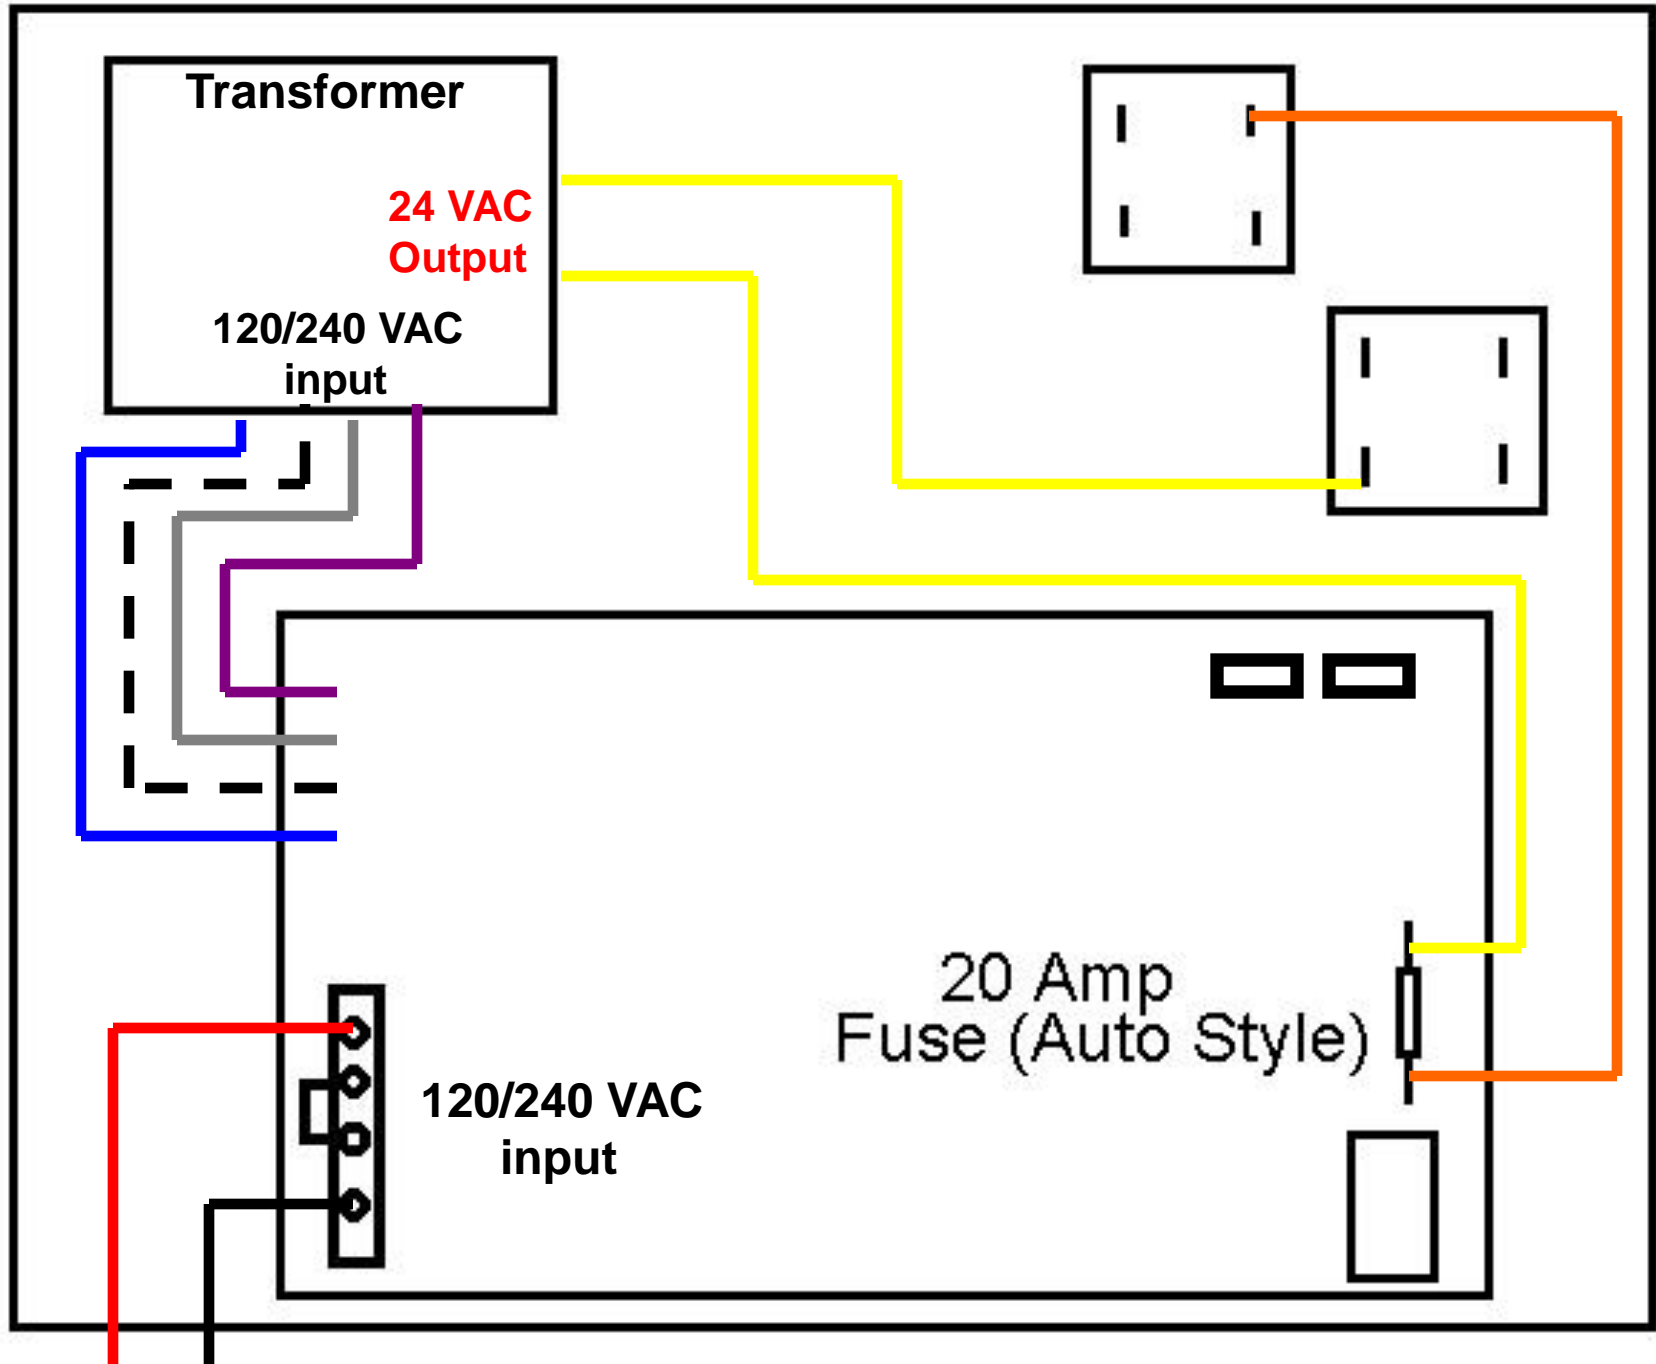 Transformer
24 VAC
Output
120/240 VAC
input
20 Amp
Fuse (Auto Style)
120/240 VAC
input